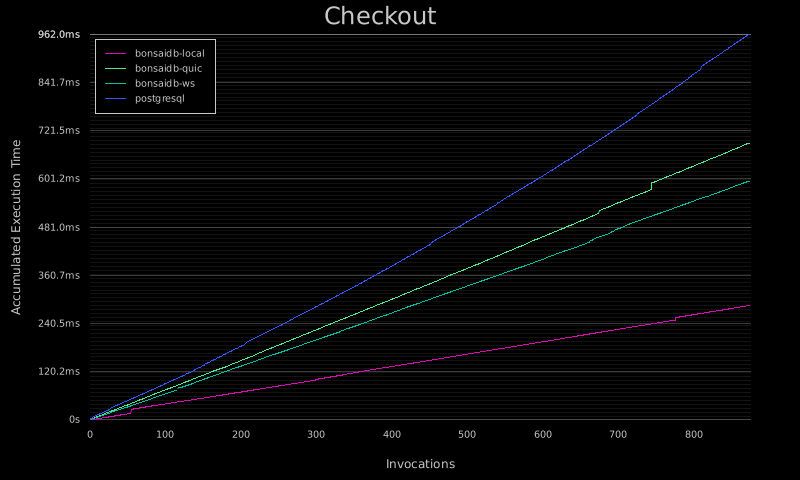 Checkout
962.0ms
841.7ms
721.5ms
601.2ms
481.0ms
360.7ms
240.5ms
120.2ms
0s
Accumulated Execution Time
bonsaidb-local
bonsaidb-quic
bonsaidb-ws
postgresql
0 100 200 300 400 500 600 700 800
Invocations